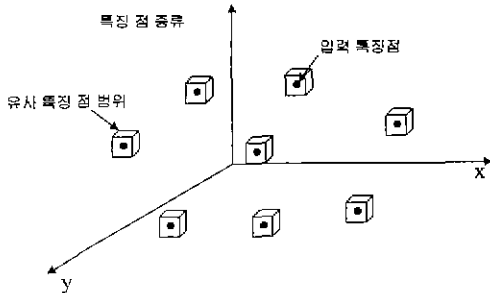 특징 점 종류
입력 특징점
유사 특징 점 범위
x
y